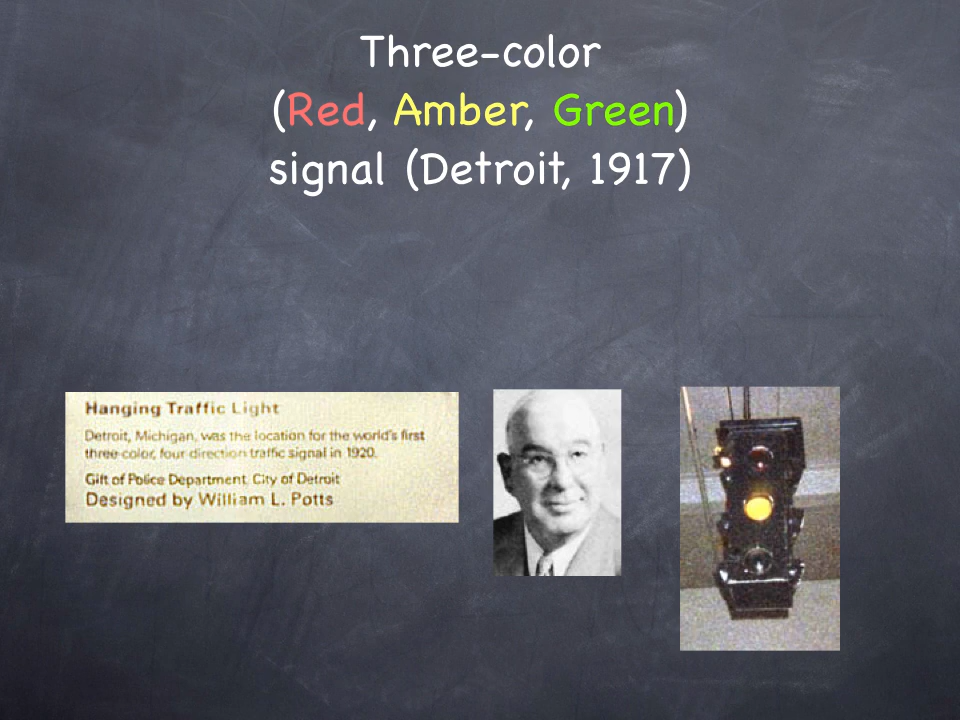 Three-color
(Red, Amber, Green)
signal (Detroit, 1917)
Hanging Traffic Light
Detroit, Michigan, was the location for the world's first
three-color, four direction traffic signal in 1920.
Gift of Police Department, City of Detroit
Designed by William L. Potts